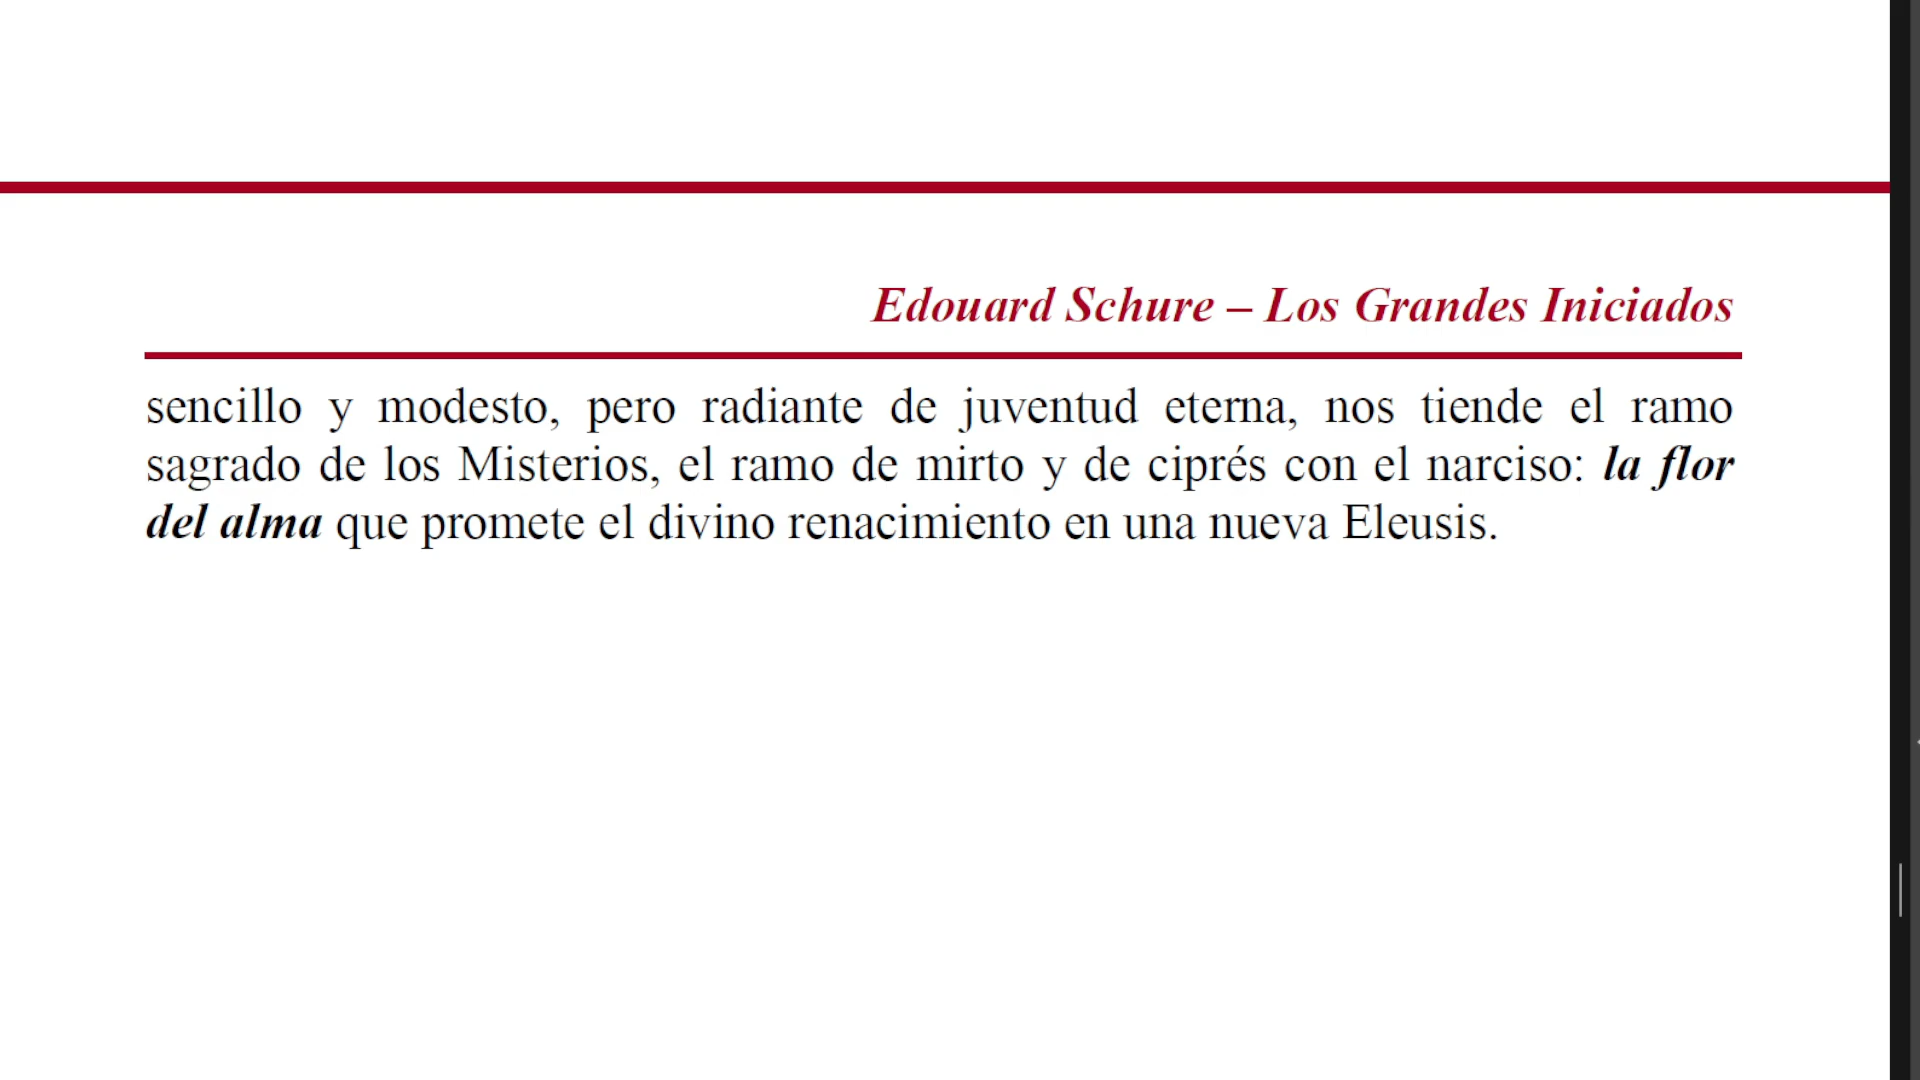 Edouard Schure – Los Grandes Iniciados
sencillo y modesto, pero radiante de juventud eterna, nos tiende el ramo
sagrado de los Misterios, el ramo de mirto y de ciprés con el narciso: la flor
del alma que promete el divino renacimiento en una nueva Eleusis.